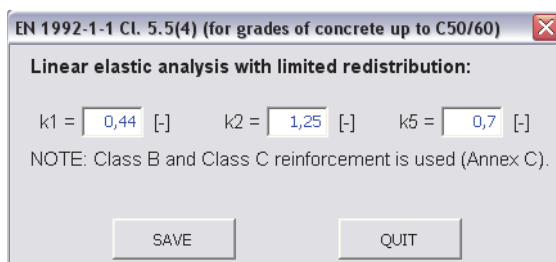 EN 1992-1-1 Cl. 5.5(4) (for grades of concrete up to C50/60)
Linear elastic analysis with limited redistribution:
k1 = 0,44 [-] k2 = 1,25 [-] k5 = 0,7 [-]
NOTE: Class B and Class C reinforcement is used (Annex C).
SAVE QUIT